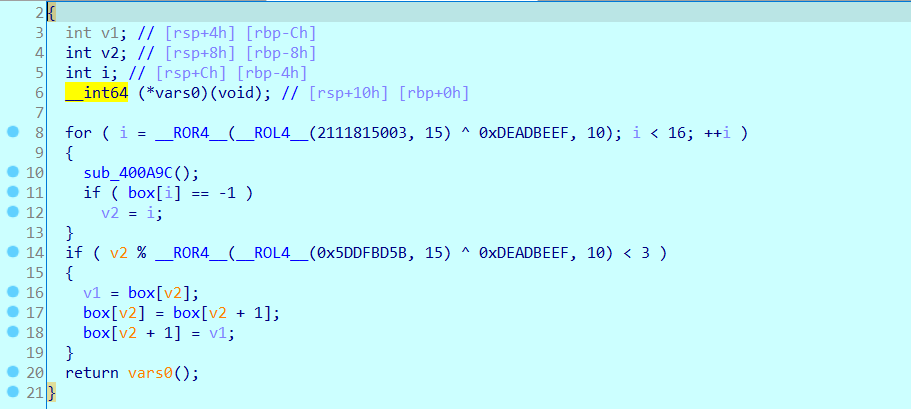 2 {
3 int v1; // [rsp+4h] [rbp-Ch]
4 int v2; // [rsp+8h] [rbp-8h]
5 int i; // [rsp+Ch] [rbp-4h]
6 __int64 (*vars0)(void); // [rsp+10h] [rbp+0h]
7
8 for ( i = __ROR4__(__ROL4__(2111815003, 15) ^ 0xDEADBEEF, 10); i < 16; ++i )
9 {
10 sub_400A9C();
11 if ( box[i] == -1 )
12 v2 = i;
13 }
14 if ( v2 % __ROR4__(__ROL4__(0x5DDFBD5B, 15) ^ 0xDEADBEEF, 10) < 3 )
15 {
16 v1 = box[v2];
17 box[v2] = box[v2 + 1];
18 box[v2 + 1] = v1;
19 }
20 return vars0();
21 }